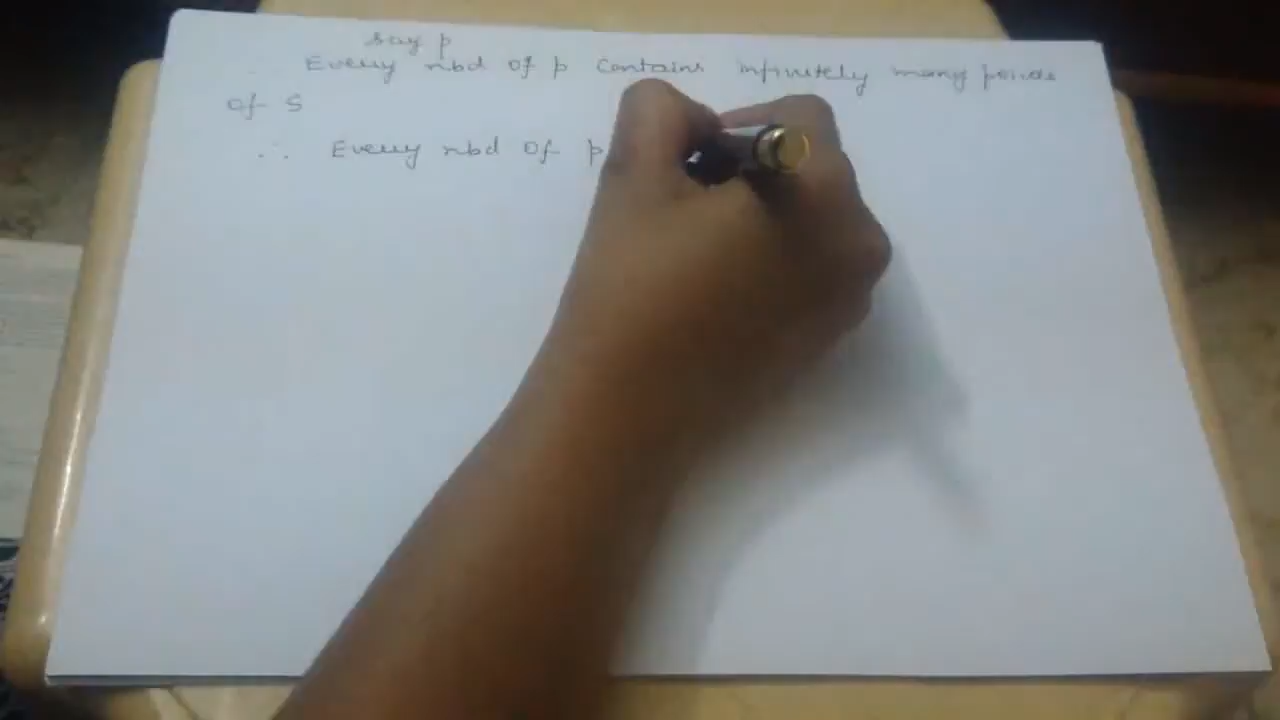 say p
Every nbd of p contains infinitely many points
of S
∴ Every nbd of p